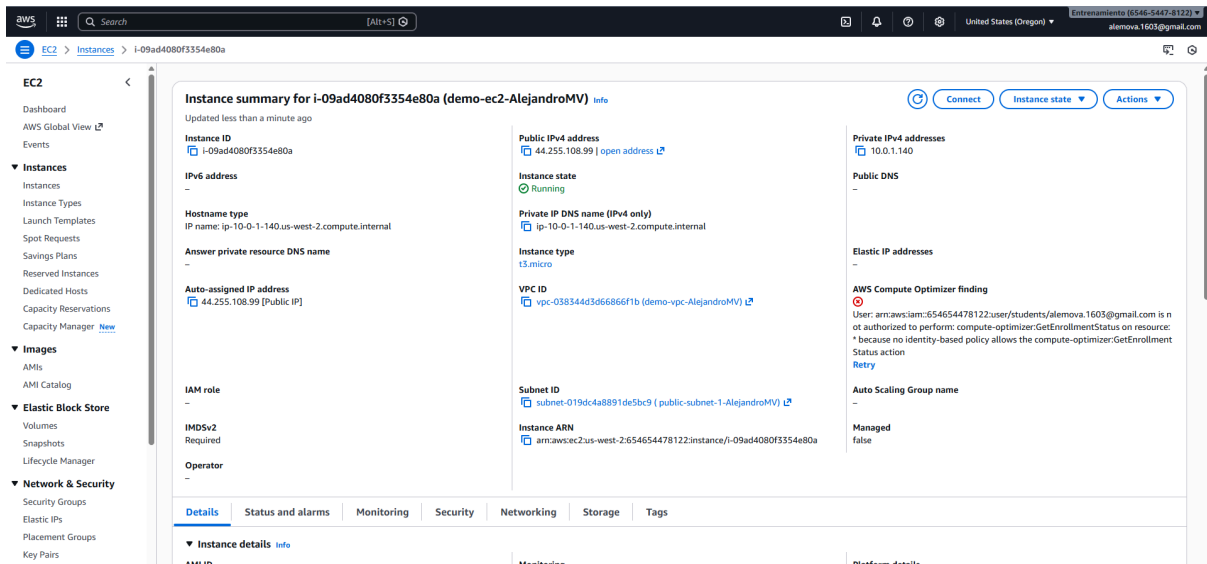 aws
Search
[Alt+S]
United States (Oregon)
Entrenamiento (6546-5447-8122)
alemova.1603@gmail.com
EC2 > Instances > i-09ad4080f3354e80a
EC2
Dashboard
AWS Global View
Events
Instances
Instances
Instance Types
Launch Templates
Spot Requests
Savings Plans
Reserved Instances
Dedicated Hosts
Capacity Reservations
Capacity Manager New
Images
AMIs
AMI Catalog
Elastic Block Store
Volumes
Snapshots
Lifecycle Manager
Network & Security
Security Groups
Elastic IPs
Placement Groups
Key Pairs
Instance summary for i-09ad4080f3354e80a (demo-ec2-AlejandroMV) Info
Connect
Instance state
Actions
Updated less than a minute ago
Instance ID
i-09ad4080f3354e80a
Public IPv4 address
44.255.108.99 | open address
Private IPv4 addresses
10.0.1.140
IPv6 address
–
Instance state
Running
Public DNS
–
Hostname type
IP name: ip-10-0-1-140.us-west-2.compute.internal
Private IP DNS name (IPv4 only)
ip-10-0-1-140.us-west-2.compute.internal
Answer private resource DNS name
–
Instance type
t3.micro
Elastic IP addresses
–
Auto-assigned IP address
44.255.108.99 [Public IP]
VPC ID
vpc-038344d3d66866f1b (demo-vpc-AlejandroMV)
AWS Compute Optimizer finding
User: arn:aws:iam::654654478122:user/students/alemova.1603@gmail.com is n
ot authorized to perform: compute-optimizer:GetEnrollmentStatus on resource:
* because no identity-based policy allows the compute-optimizer:GetEnrollment
Status action
Retry
IAM role
–
Subnet ID
subnet-019dc4a8891de5bc9 ( public-subnet-1-AlejandroMV)
Auto Scaling Group name
–
IMDSv2
Required
Instance ARN
arn:aws:ec2:us-west-2:654654478122:instance/i-09ad4080f3354e80a
Managed
false
Operator
–
Details
Status and alarms
Monitoring
Security
Networking
Storage
Tags
Instance details Info
AMI ID
Monitoring
Platform details